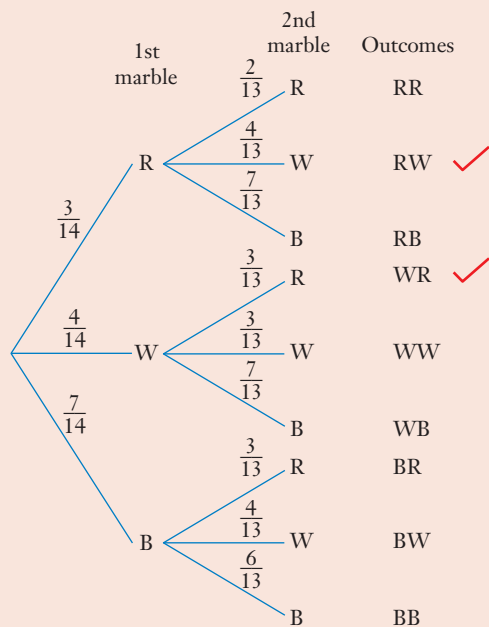 2nd
1st
marble
Outcomes
marble
2/13
R
RR
4/13
R
W
RW
7/13
3/14
B
RB
3/13
R
WR
4/14
3/13
W
W
WW
7/13
7/14
B
WB
3/13
R
BR
4/13
B
W
BW
6/13
B
BB